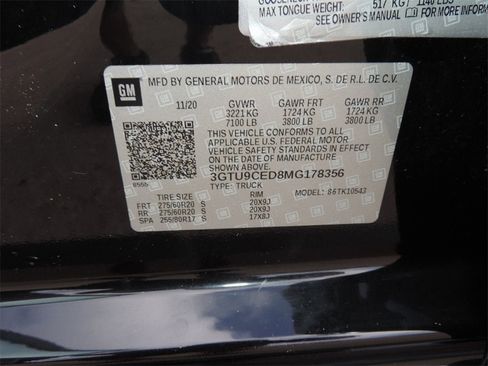 MAX TONGUE WEIGHT: 517 KG 1140 LBS
SEE OWNER'S MANUAL FOR MORE
GM
MFD BY GENERAL MOTORS DE MEXICO, S. DE R.L. DE C.V.
11/20 GVWR GAWR FRT GAWR RR
3221 KG 1724 KG 1724 KG
7100 LB 3800 LB 3800 LB
THIS VEHICLE CONFORMS TO ALL
APPLICABLE U.S. FEDERAL MOTOR
VEHICLE SAFETY STANDARDS IN
EFFECT ON THE DATE OF
MANUFACTURE SHOWN ABOVE.
3GTU9CED8MG178356
TYPE: TRUCK
MODEL: 86TK10543
TIRE SIZE RIM
FRT 275/60R20 S 20X9J
RR 275/60R20 S 20X9J
SPA 255/80R17 S 17X8J